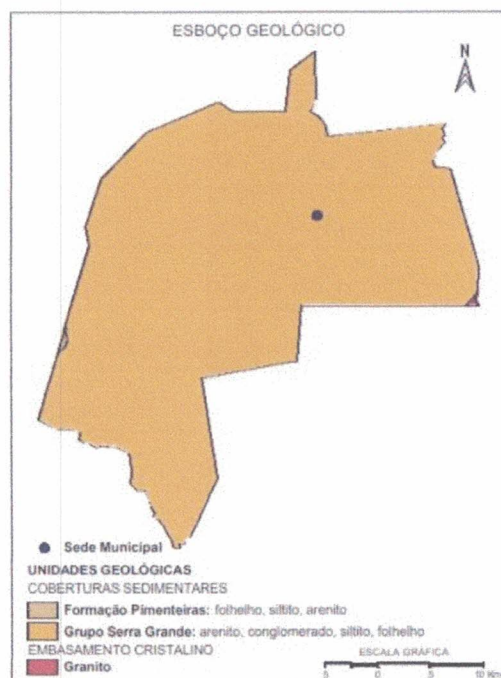 ESBOÇO GEOLÓGICO
N
Sede Municipal
UNIDADES GEOLÓGICAS
COBERTURAS SEDIMENTARES
Formação Pimenteiras: folhelho, siltito, arenito
Grupo Serra Grande: arenito, conglomerado, siltito, folhelho
EMBASAMENTO CRISTALINO
Granito
ESCALA GRÁFICA
5 0 5 10 Km